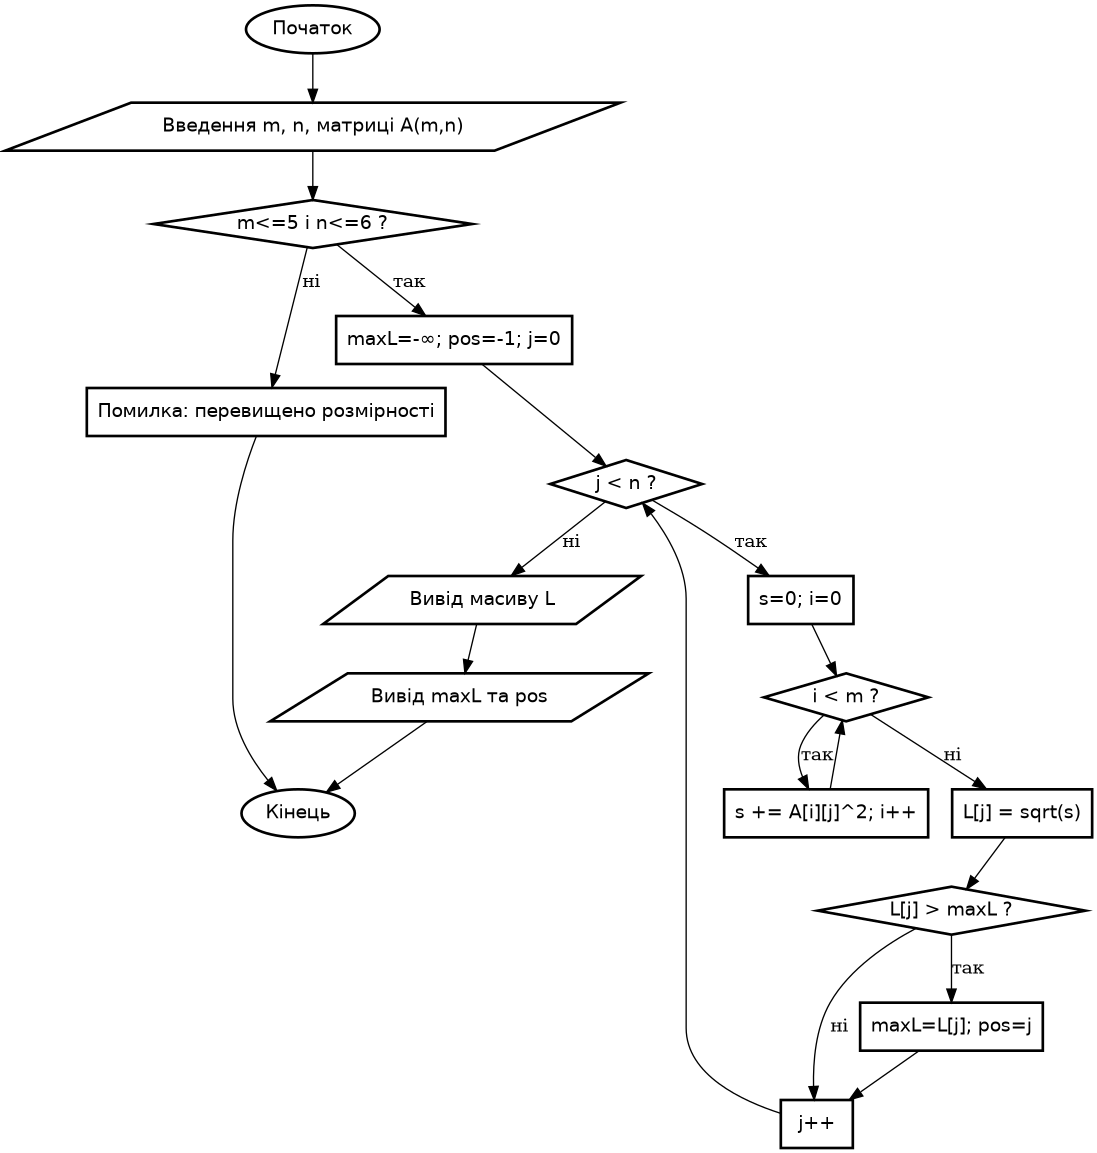 Початок
Введення m, n, матриці A(m,n)
m<=5 і n<=6 ?
ні
так
maxL=-∞; pos=-1; j=0
Помилка: перевищено розмірності
j < n ?
ні
так
Вивід масиву L
s=0; i=0
Вивід maxL та pos
i < m ?
так
ні
Кінець
s += A[i][j]^2; i++
L[j] = sqrt(s)
L[j] > maxL ?
так
ні
maxL=L[j]; pos=j
j++